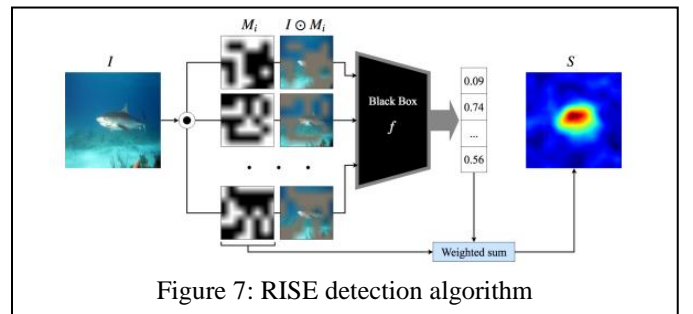 I
M_i
I ⊙ M_i
S
Black Box
f
0.09
0.74
...
0.56
. . .
Weighted sum
Figure 7: RISE detection algorithm